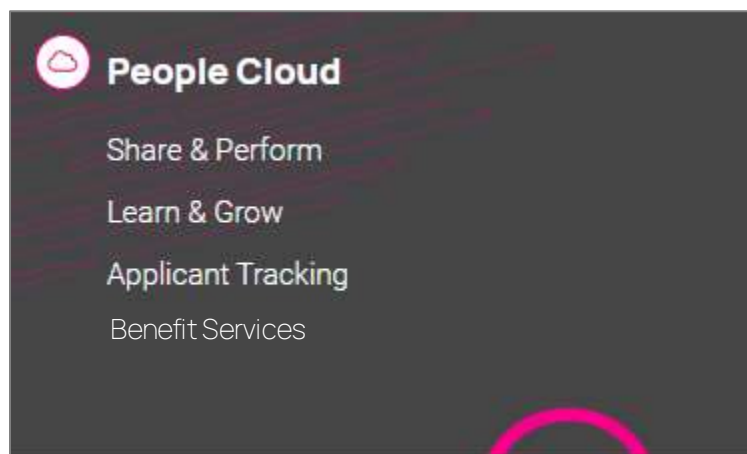 People Cloud
Share & Perform
Learn & Grow
Applicant Tracking
Benefit Services